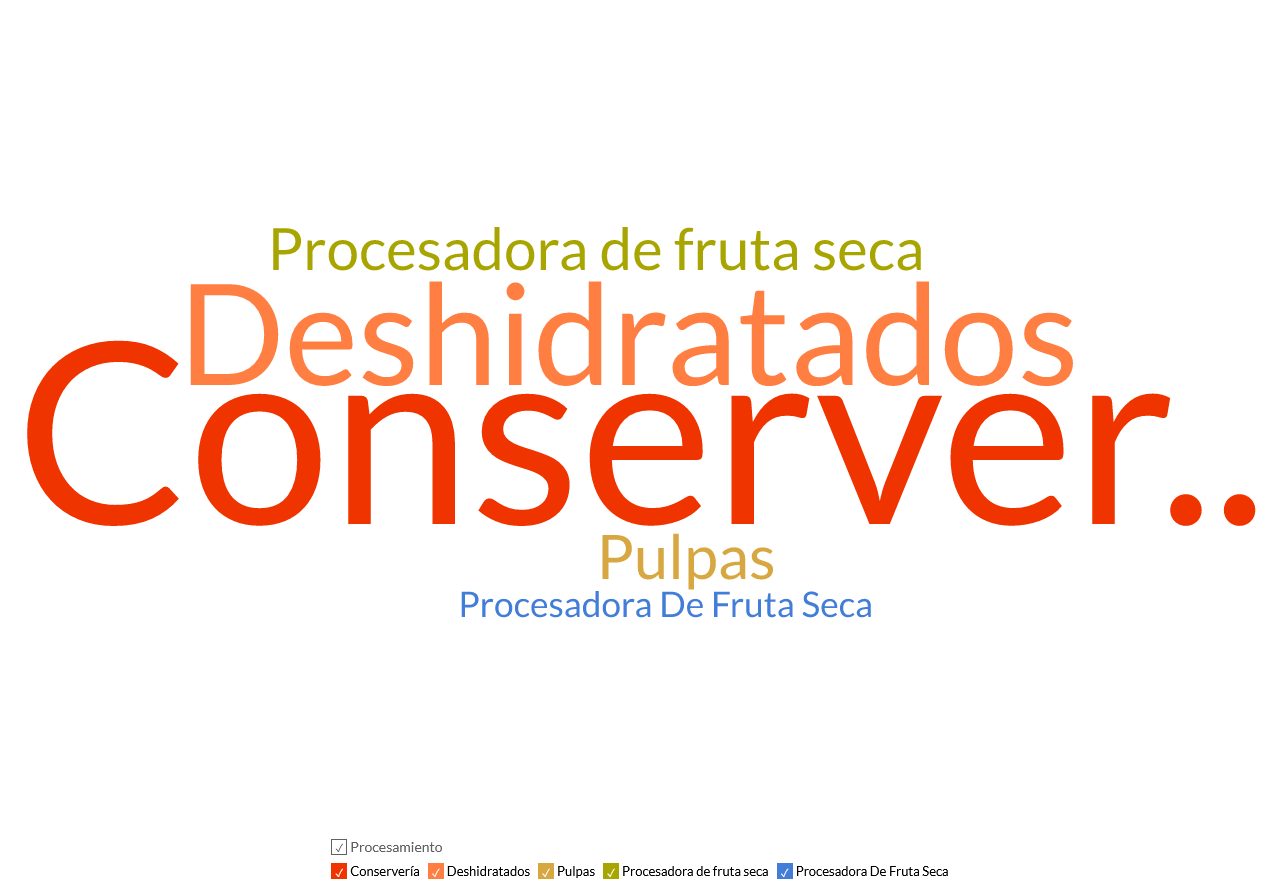 Procesadora de fruta seca
Deshidratados
Conserver..
Pulpas
Procesadora De Fruta Seca
Procesamiento
Conservería Deshidratados Pulpas Procesadora de fruta seca Procesadora De Fruta Seca